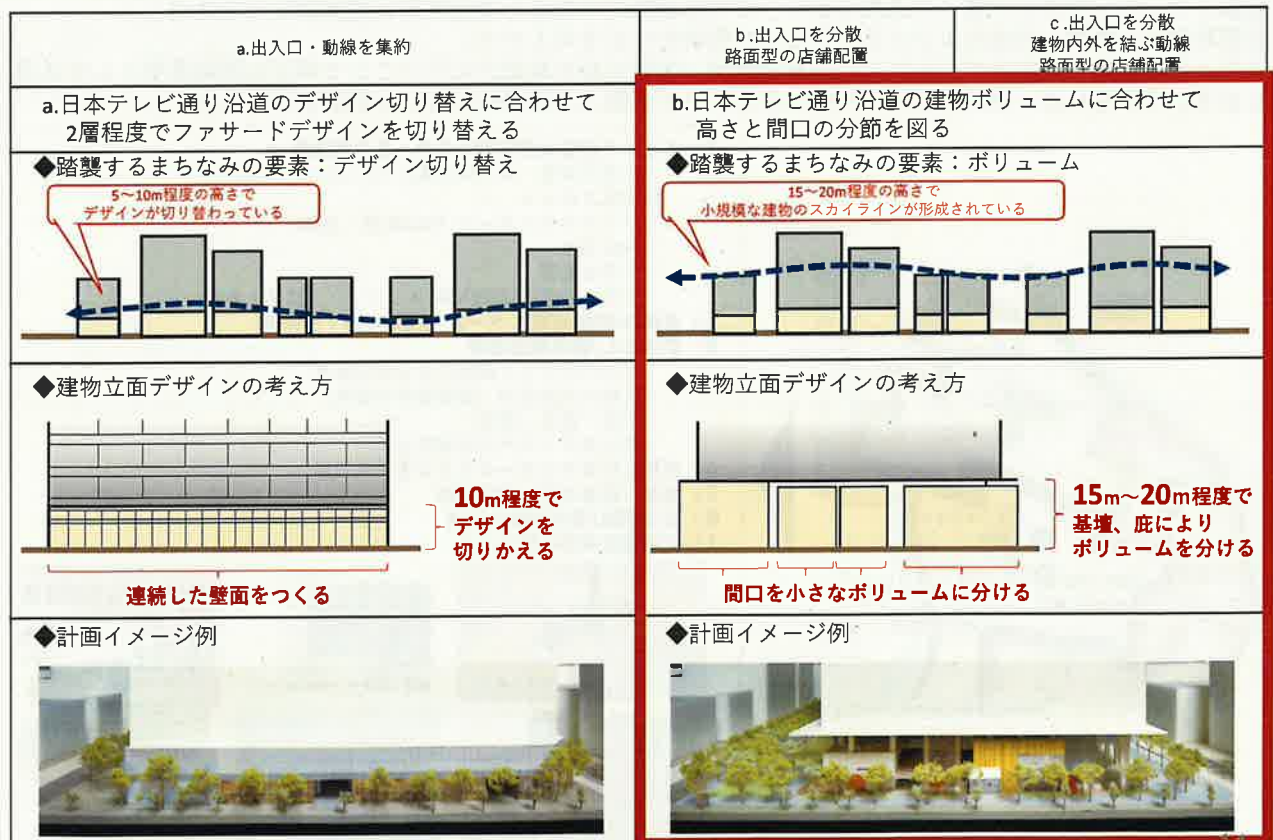 a.出入口・動線を集約
b.出入口を分散
路面型の店舗配置
c.出入口を分散
建物内外を結ぶ動線
路面型の店舗配置
a.日本テレビ通り沿道のデザイン切り替えに合わせて
2層程度でファサードデザインを切り替える
◆踏襲するまちなみの要素：デザイン切り替え
5〜10m程度の高さで
デザインが切り替わっている
◆建物立面デザインの考え方
10m程度で
デザインを
切りかえる
連続した壁面をつくる
◆計画イメージ例
b.日本テレビ通り沿道の建物ボリュームに合わせて
高さと間口の分節を図る
◆踏襲するまちなみの要素：ボリューム
15〜20m程度の高さで
小規模な建物のスカイラインが形成されている
◆建物立面デザインの考え方
15m〜20m程度で
基壇、庇により
ボリュームを分ける
間口を小さなボリュームに分ける
◆計画イメージ例